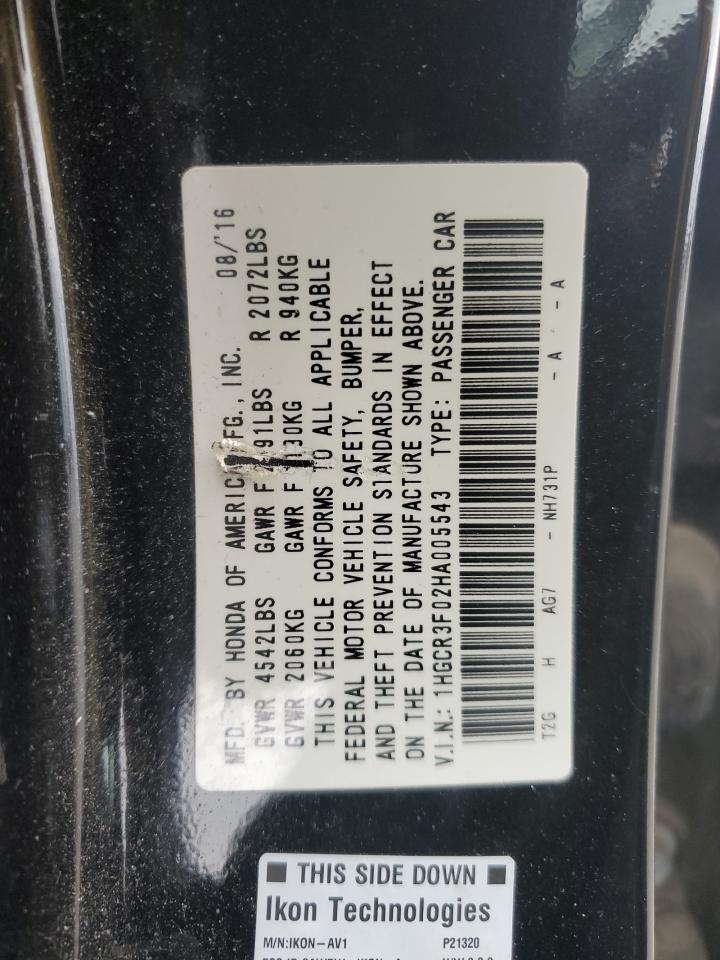 MFD. BY HONDA OF AMERIC FG., INC. 08/'16
GVWR 4542LBS GAWR F 91LBS R 2072LBS
GVWR 2060KG GAWR F 30KG R 940KG
THIS VEHICLE CONFORMS TO ALL APPLICABLE
FEDERAL MOTOR VEHICLE SAFETY, BUMPER,
AND THEFT PREVENTION STANDARDS IN EFFECT
ON THE DATE OF MANUFACTURE SHOWN ABOVE.
V.I.N.: 1HGCR3F02HA005543 TYPE: PASSENGER CAR
T2G H AG7 - NH731P - A - A
THIS SIDE DOWN
Ikon Technologies
M/N:IKON-AV1 P21320